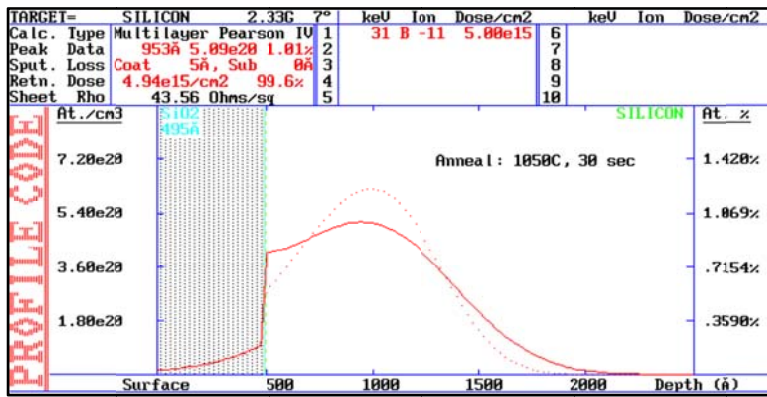 TARGET= SILICON 2.33G 7° keV Ion Dose/cm2 keV Ion Dose/cm2
Calc. Type Multilayer Pearson IV 1 31 B -11 5.00e15 6
Peak Data 953Å 5.09e20 1.01% 2 7
Sput. Loss Coat 5Å, Sub 0Å 3 8
Retn. Dose 4.94e15/cm2 99.6% 4 9
Sheet Rho 43.56 Ohms/sq 5 10
PROFILE CODE
At./cm3 SiO2 SILICON At. %
495Å
7.20e20 Anneal: 1050C, 30 sec 1.420%
5.40e20 1.069%
3.60e20 .7154%
1.80e20 .3590%
Surface 500 1000 1500 2000 Depth (Å)